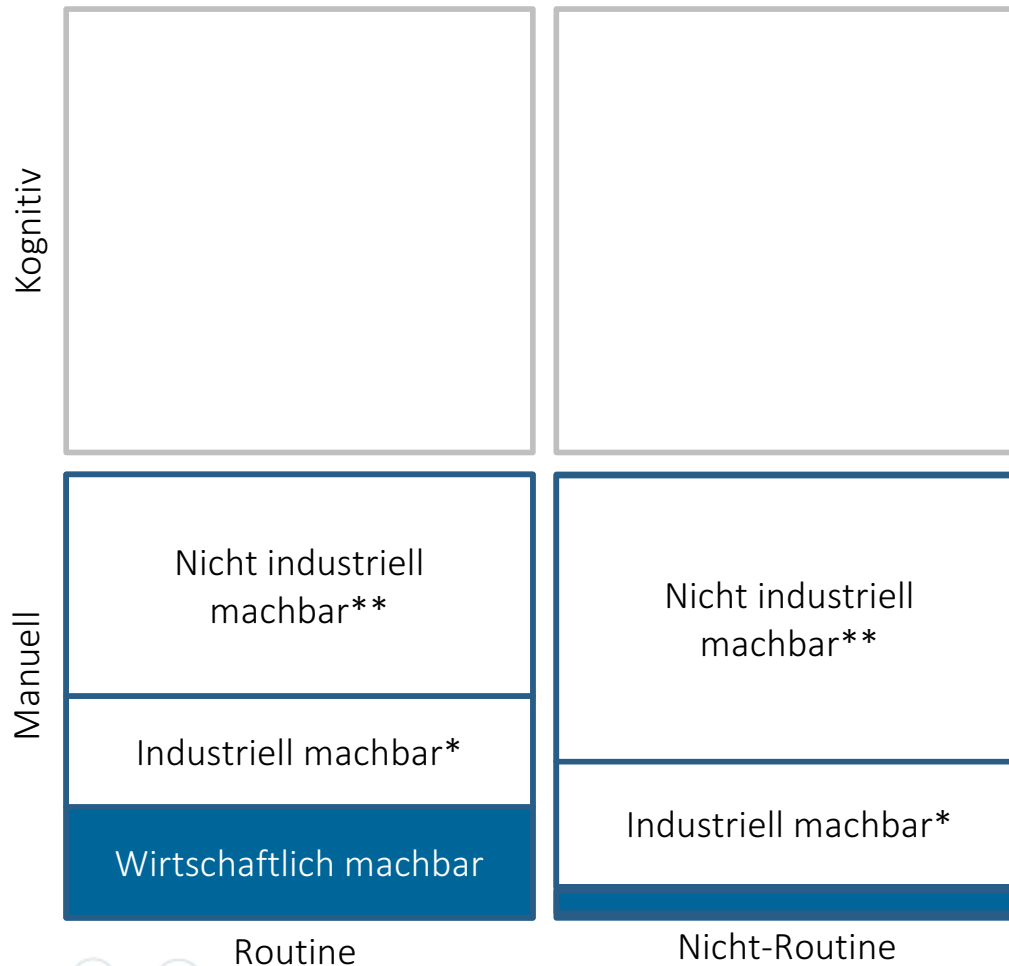 Kognitiv
Nicht industriell
machbar**
Nicht industriell
machbar**
Manuell
Industriell machbar*
Industriell machbar*
Wirtschaftlich machbar
Routine
Nicht-Routine